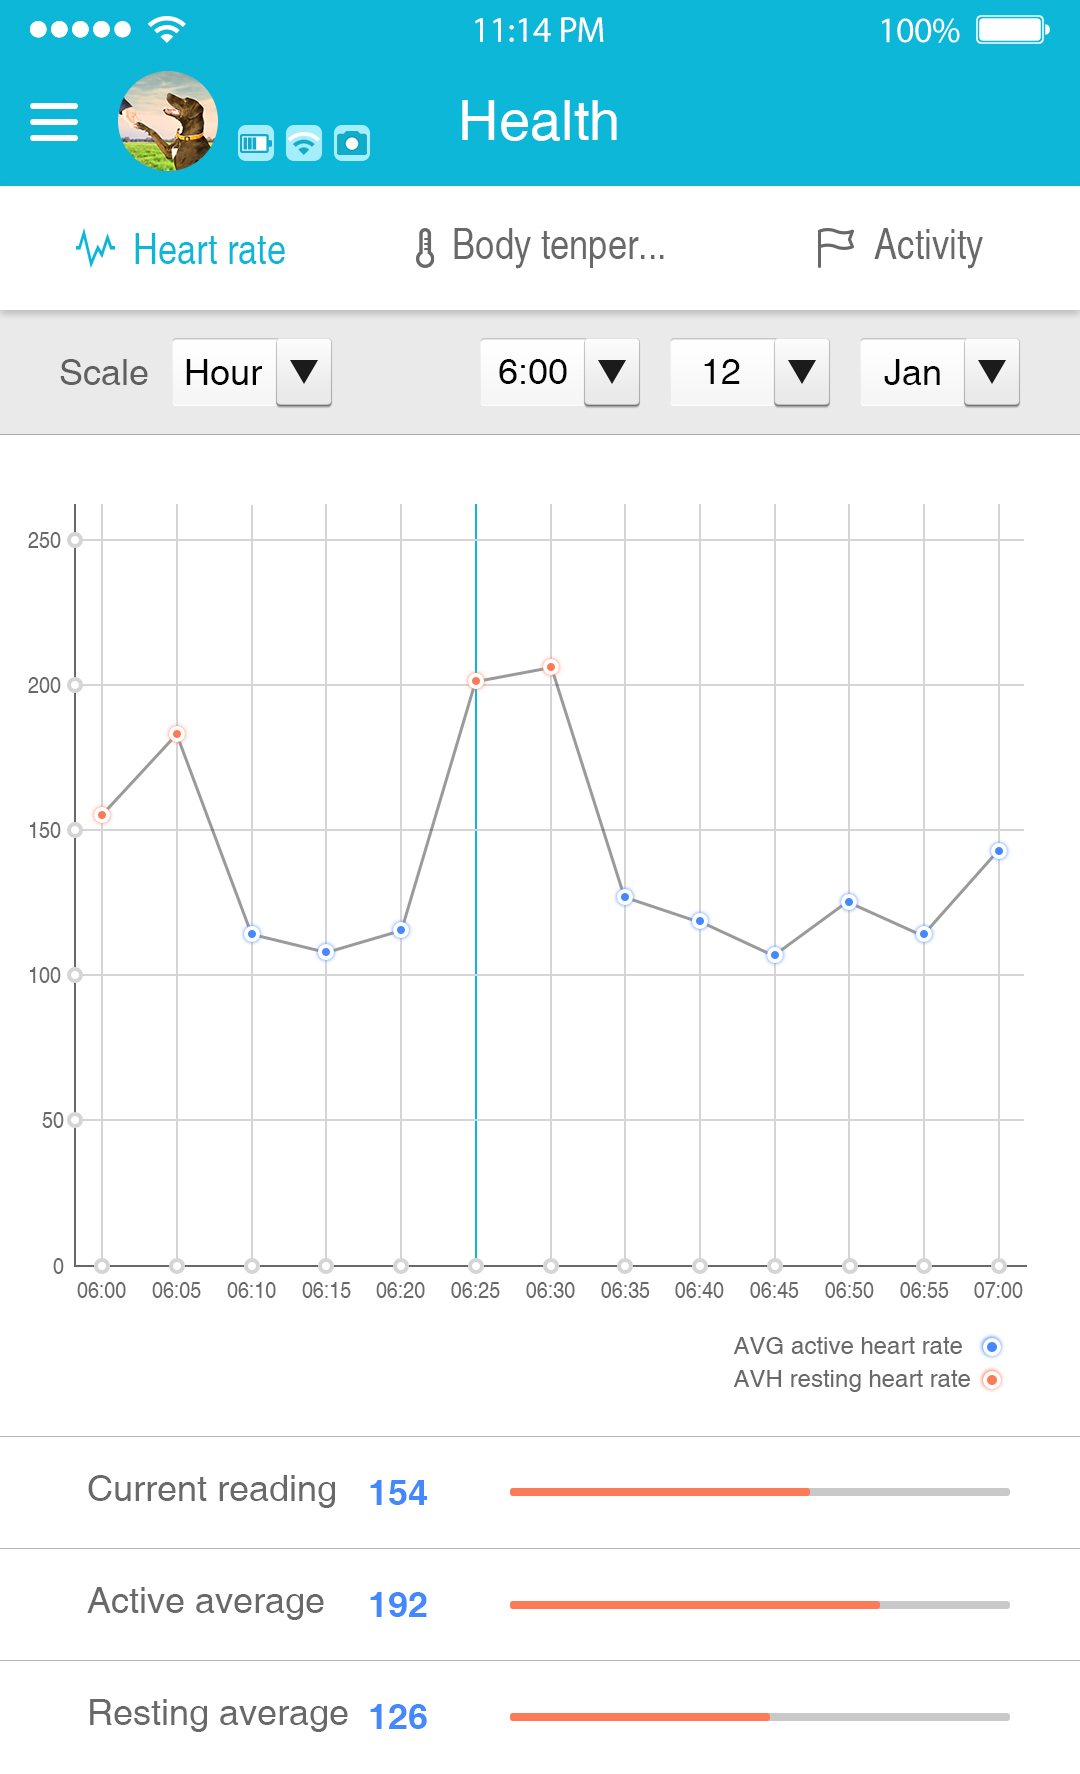 11:14 PM
100%
Health
Heart rate
Body tenper...
Activity
Scale
Hour
6:00
12
Jan
250
200
150
100
50
0
06:00 06:05 06:10 06:15 06:20 06:25 06:30 06:35 06:40 06:45 06:50 06:55 07:00
AVG active heart rate
AVH resting heart rate
Current reading 154
Active average 192
Resting average 126